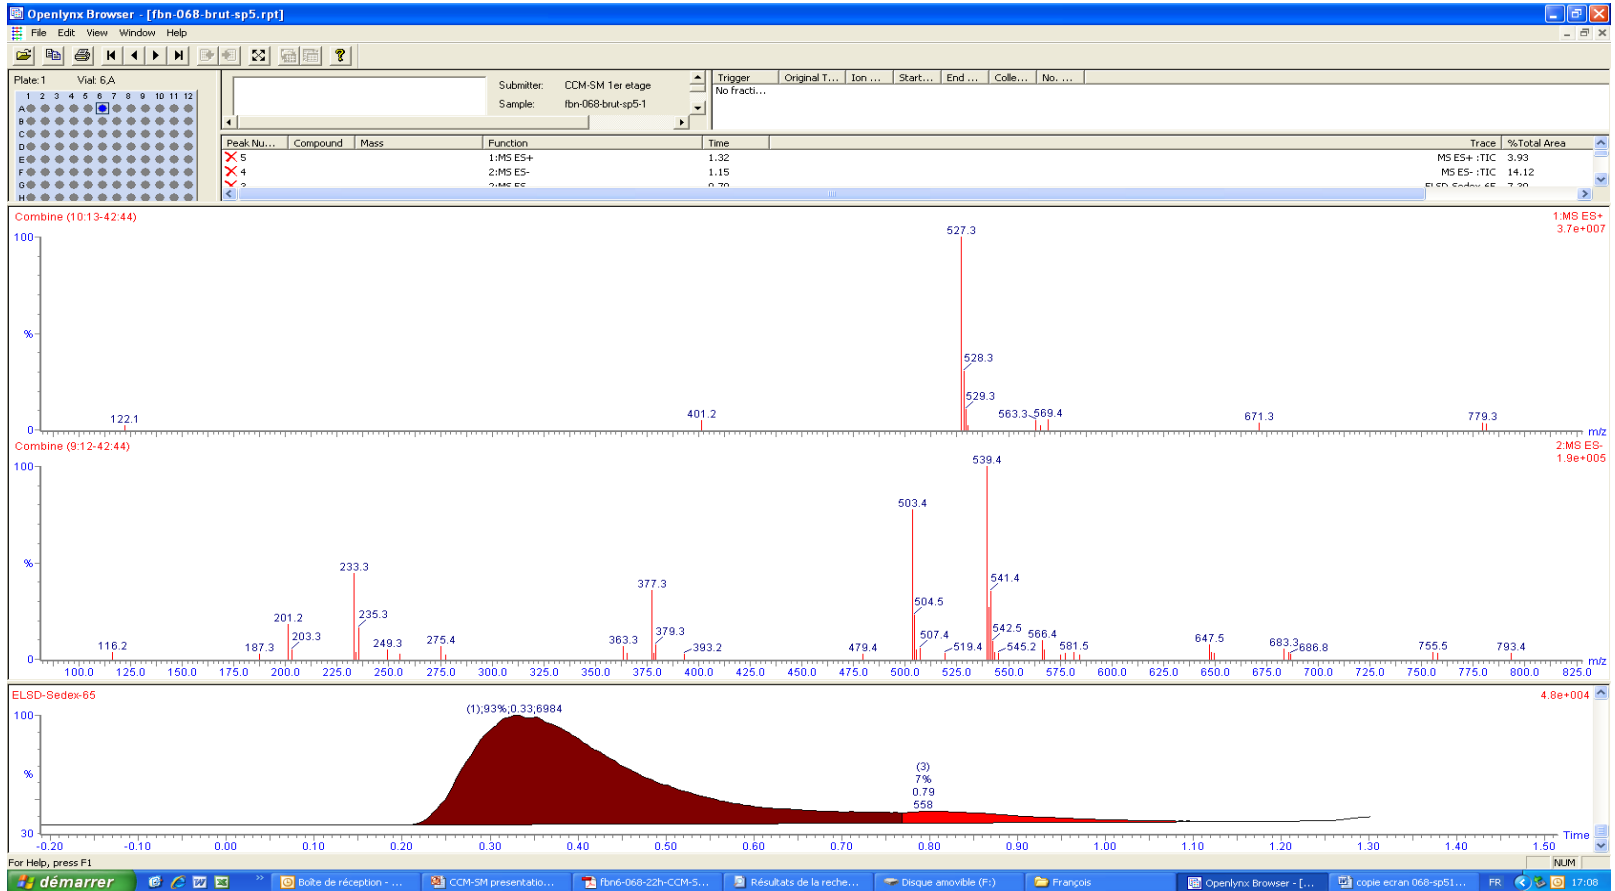 Openlynx Browser - [fbn-068-brut-sp5.rpt]
File Edit View Window Help
Plate:1 Vial: 6,A
1 2 3 4 5 6 7 8 9 10 11 12
A
B
C
D
E
F
G
H
Submitter: CCM-SM 1er etage
Sample: fbn-068-brut-sp5-1
Trigger Original T... Ion ... Start... End ... Colle... No. ...
No fracti...
Peak Nu... Compound Mass Function Time Trace %Total Area
5 1:MS ES+ 1.32 MS ES+ :TIC 3.93
4 2:MS ES- 1.15 MS ES- :TIC 14.12
3 2:MS ES- 0.79 ELSD-Sedex-65 7.30
Combine (10:13-42:44) 1:MS ES+
3.7e+007
100
%
0
527.3
528.3
529.3
122.1 401.2 563.3 569.4 671.3 779.3
m/z
Combine (9:12-42:44) 2:MS ES-
1.9e+005
100
%
0
539.4
503.4
233.3
377.3
541.4
504.5
201.2
235.3
203.3
379.3
507.4
542.5
116.2 187.3 249.3 275.4 363.3 393.2 479.4 519.4 545.2 566.4 581.5 647.5 683.3 686.8 755.5 793.4
m/z
100.0 125.0 150.0 175.0 200.0 225.0 250.0 275.0 300.0 325.0 350.0 375.0 400.0 425.0 450.0 475.0 500.0 525.0 550.0 575.0 600.0 625.0 650.0 675.0 700.0 725.0 750.0 775.0 800.0 825.0
ELSD-Sedex-65 4.8e+004
100
%
30
(1);93%;0.33;6984
(3)
7%
0.79
558
Time
-0.20 -0.10 0.00 0.10 0.20 0.30 0.40 0.50 0.60 0.70 0.80 0.90 1.00 1.10 1.20 1.30 1.40 1.50
For Help, press F1 NUM
démarrer Boîte de réception - ... CCM-SM presentatio... fbn6-068-22h-CCM-S... Résultats de la reche... Disque amovible (F:) François Openlynx Browser - [... copie ecran 068-sp51... FR 17:08